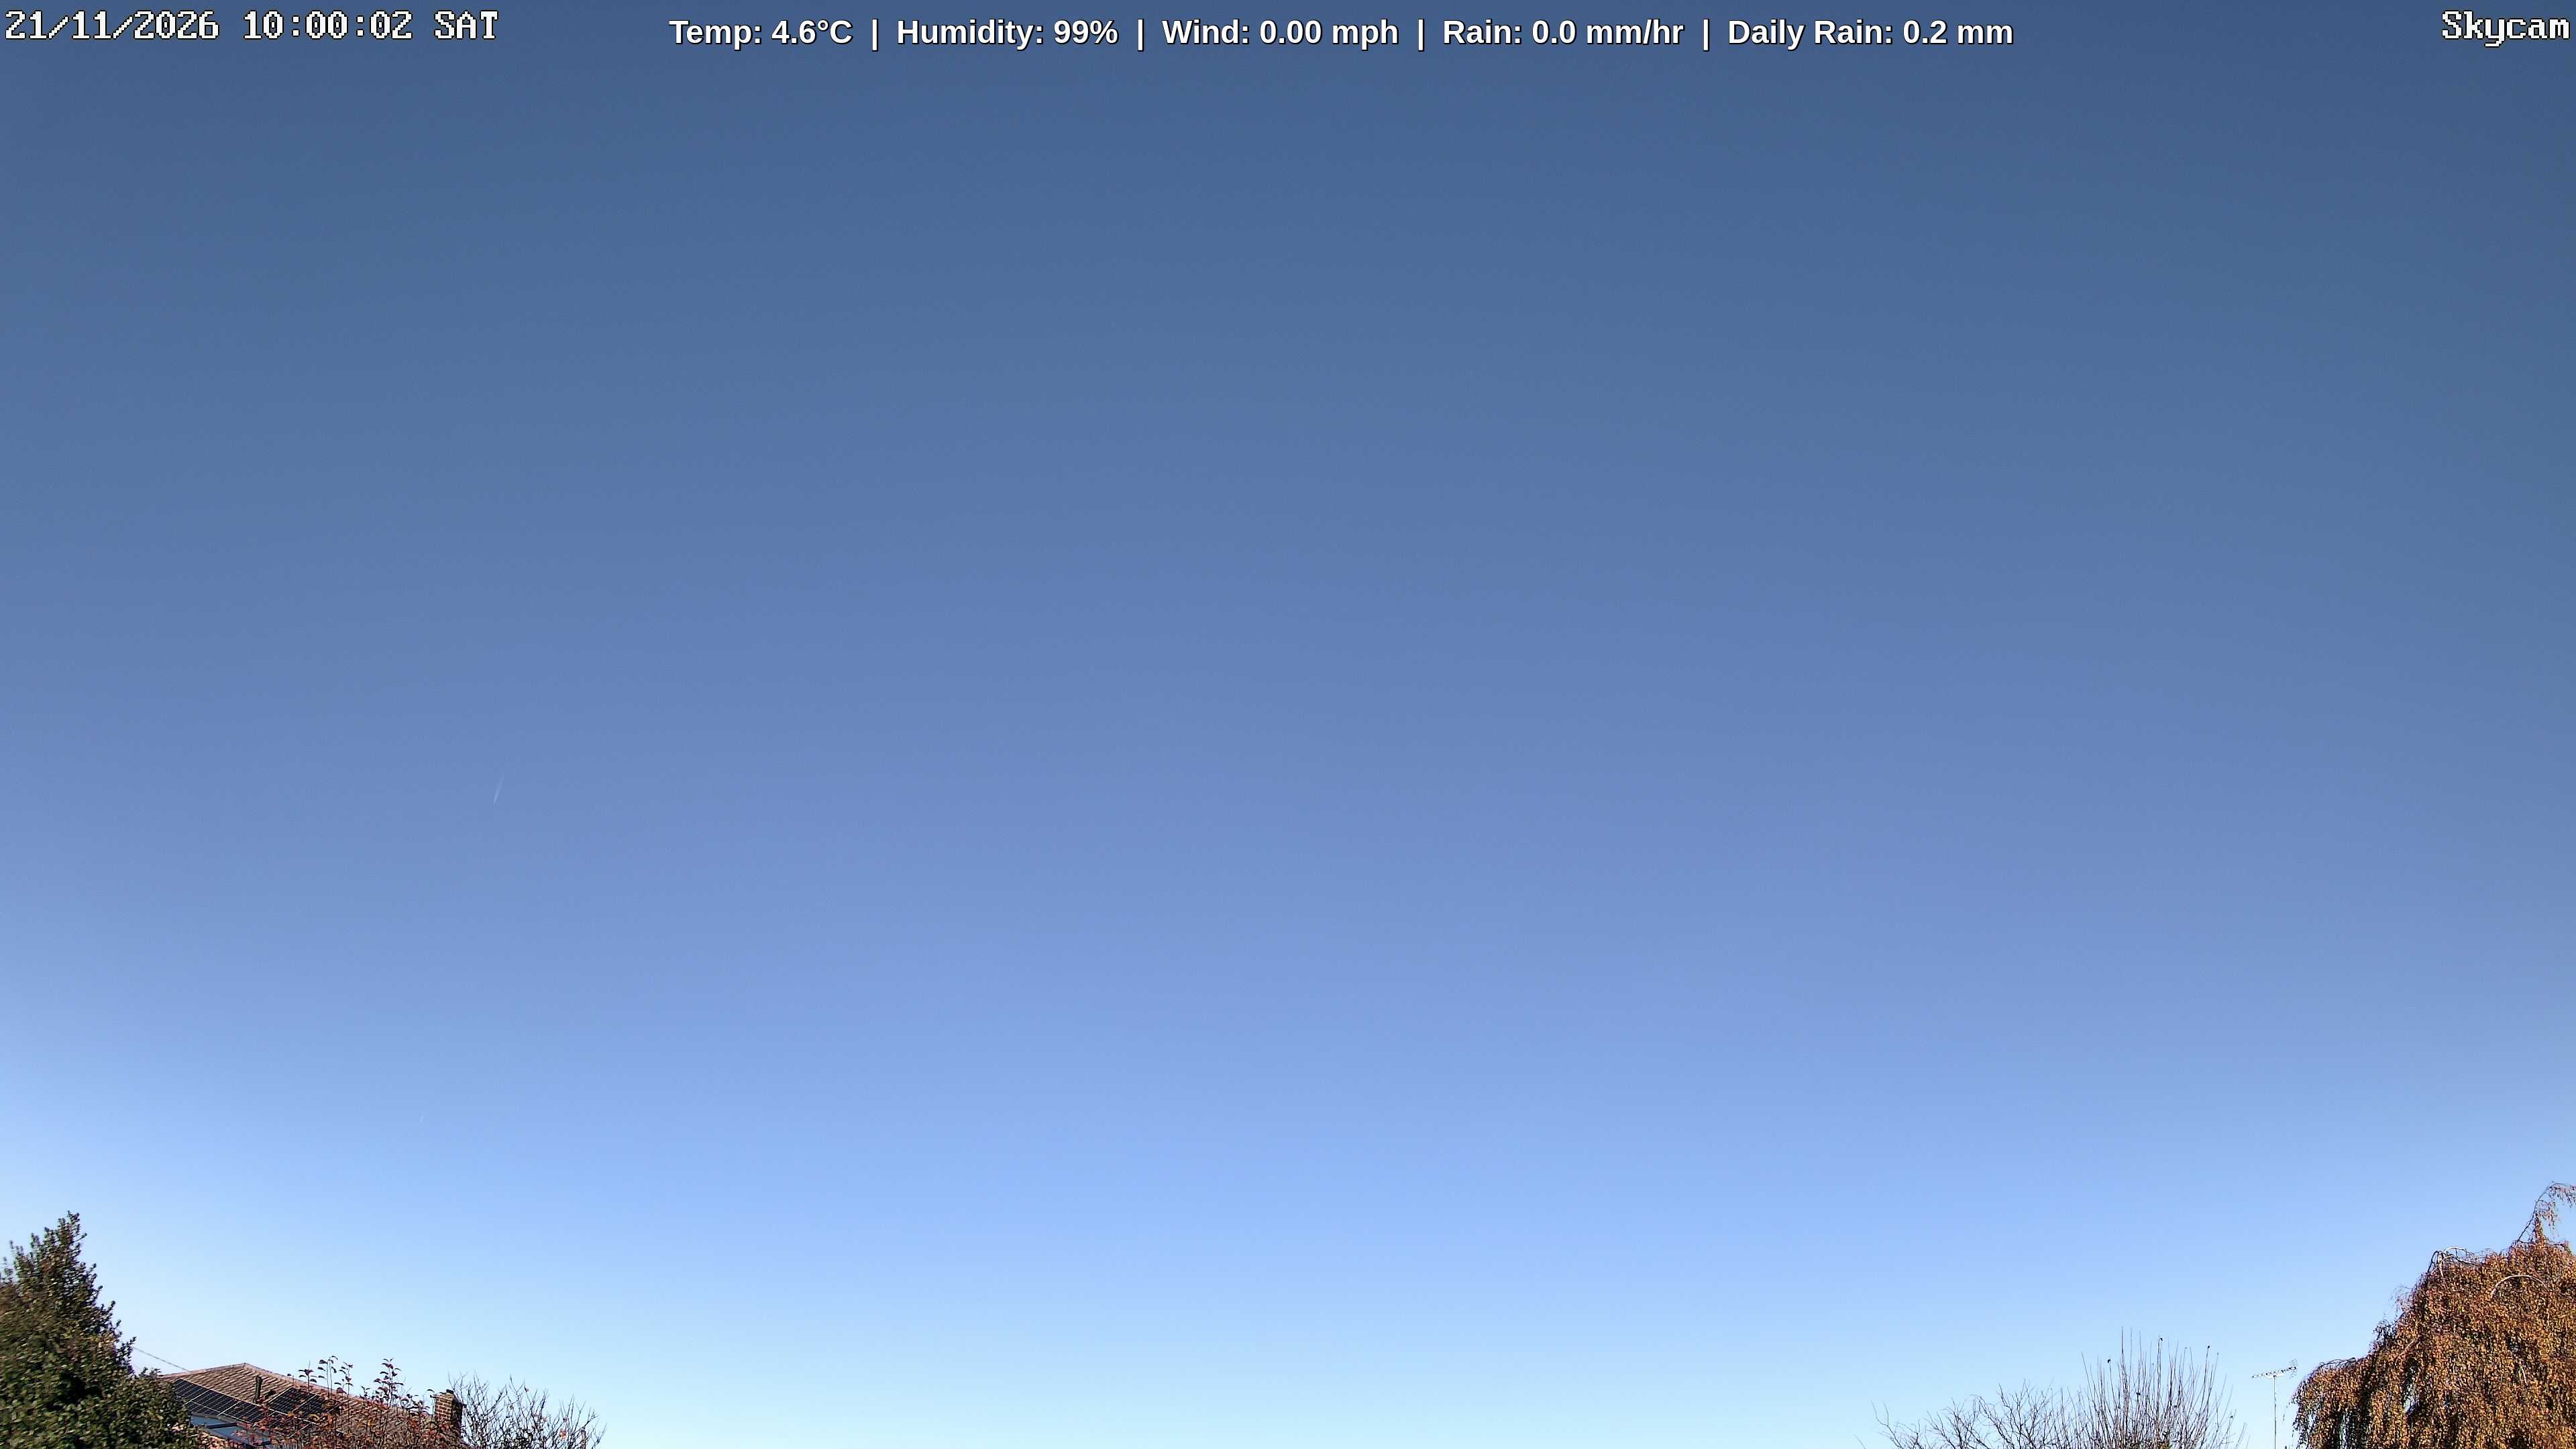 21/11/2026 10:00:02 SAT
Temp: 4.6°C | Humidity: 99% | Wind: 0.00 mph | Rain: 0.0 mm/hr | Daily Rain: 0.2 mm
Skycam